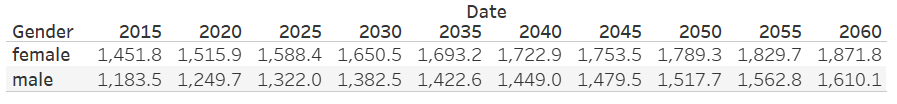 Date
Gender 2015 2020 2025 2030 2035 2040 2045 2050 2055 2060
female 1,451.8 1,515.9 1,588.4 1,650.5 1,693.2 1,722.9 1,753.5 1,789.3 1,829.7 1,871.8
male 1,183.5 1,249.7 1,322.0 1,382.5 1,422.6 1,449.0 1,479.5 1,517.7 1,562.8 1,610.1